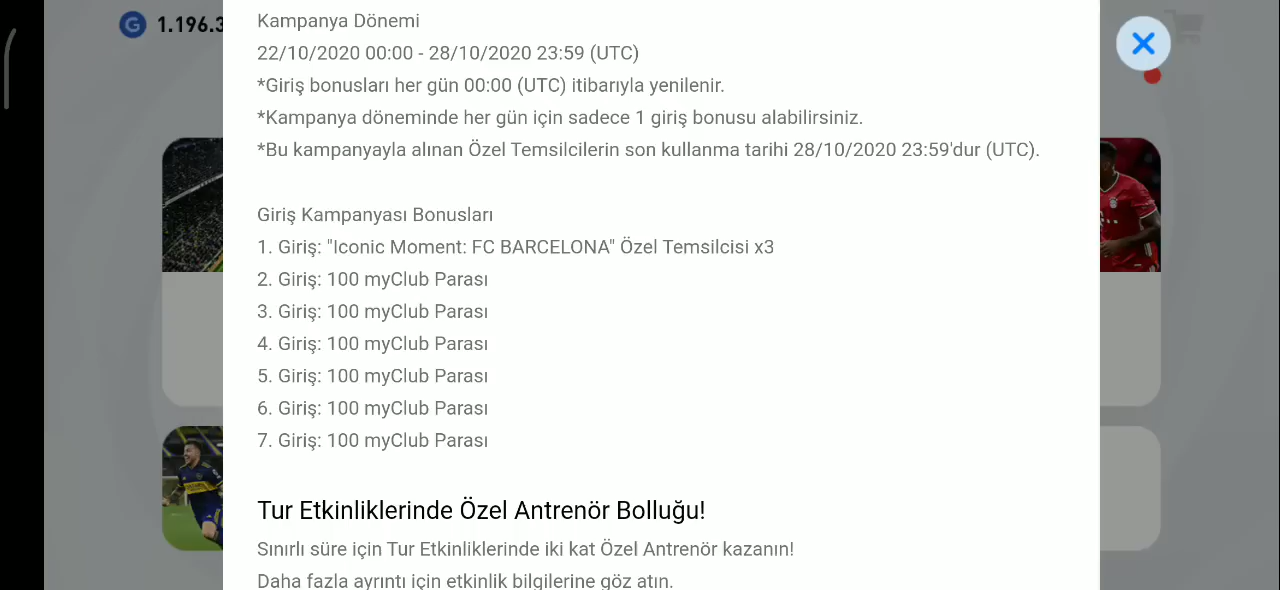 G 1.196.3
Kampanya Dönemi
22/10/2020 00:00 - 28/10/2020 23:59 (UTC)
*Giriş bonusları her gün 00:00 (UTC) itibarıyla yenilenir.
*Kampanya döneminde her gün için sadece 1 giriş bonusu alabilirsiniz.
*Bu kampanyayla alınan Özel Temsilcilerin son kullanma tarihi 28/10/2020 23:59'dur (UTC).
Giriş Kampanyası Bonusları
1. Giriş: "Iconic Moment: FC BARCELONA" Özel Temsilcisi x3
2. Giriş: 100 myClub Parası
3. Giriş: 100 myClub Parası
4. Giriş: 100 myClub Parası
5. Giriş: 100 myClub Parası
6. Giriş: 100 myClub Parası
7. Giriş: 100 myClub Parası
Tur Etkinliklerinde Özel Antrenör Bolluğu!
Sınırlı süre için Tur Etkinliklerinde iki kat Özel Antrenör kazanın!
Daha fazla ayrıntı için etkinlik bilgilerine göz atın.